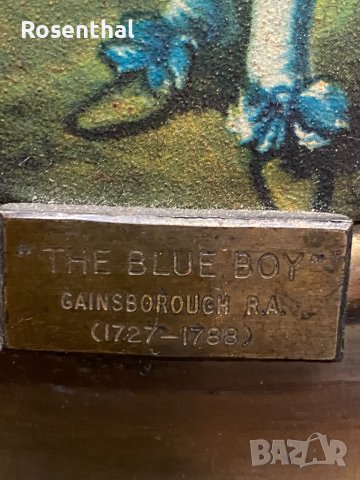 Rosenthal
"THE BLUE BOY"
GAINSBOROUGH R.A.
(1727-1788)
BAZAR